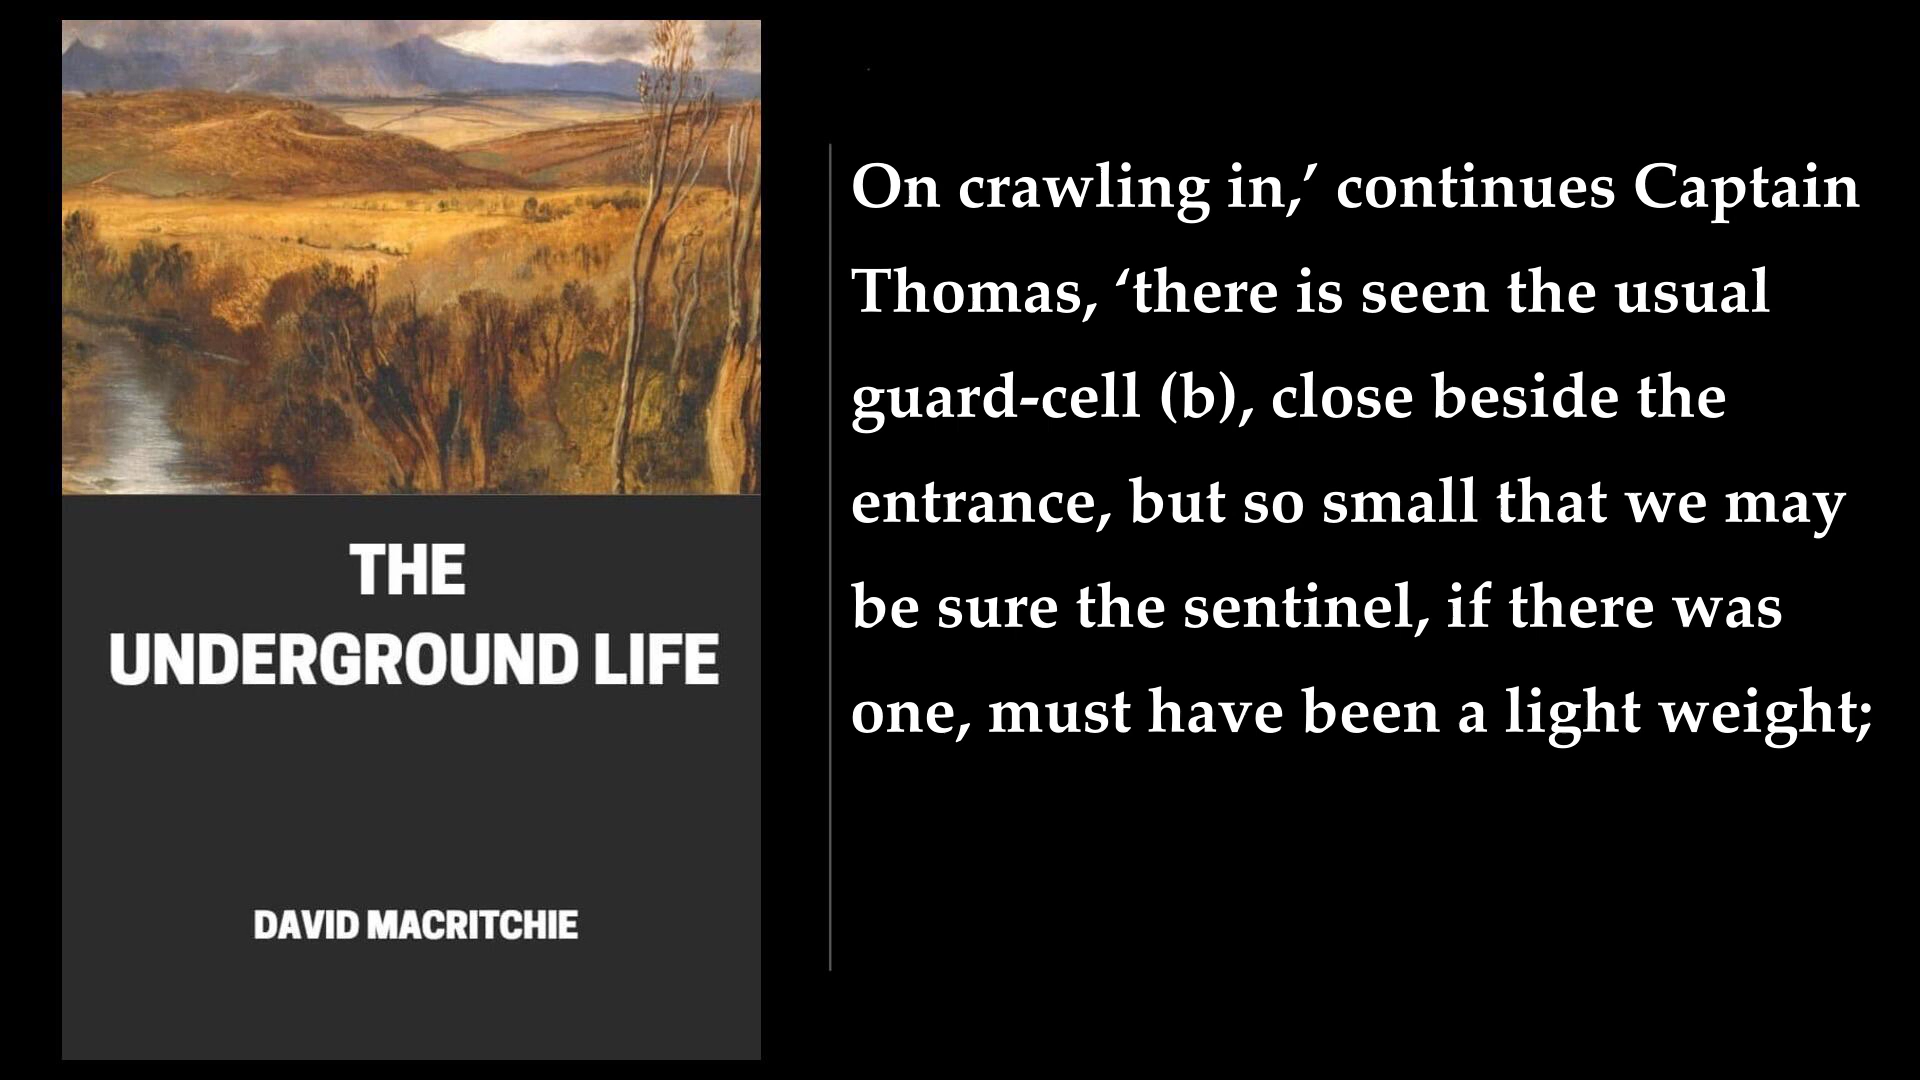 THE
UNDERGROUND LIFE
DAVID MACRITCHIE
On crawling in,’ continues Captain
Thomas, ‘there is seen the usual
guard-cell (b), close beside the
entrance, but so small that we may
be sure the sentinel, if there was
one, must have been a light weight;